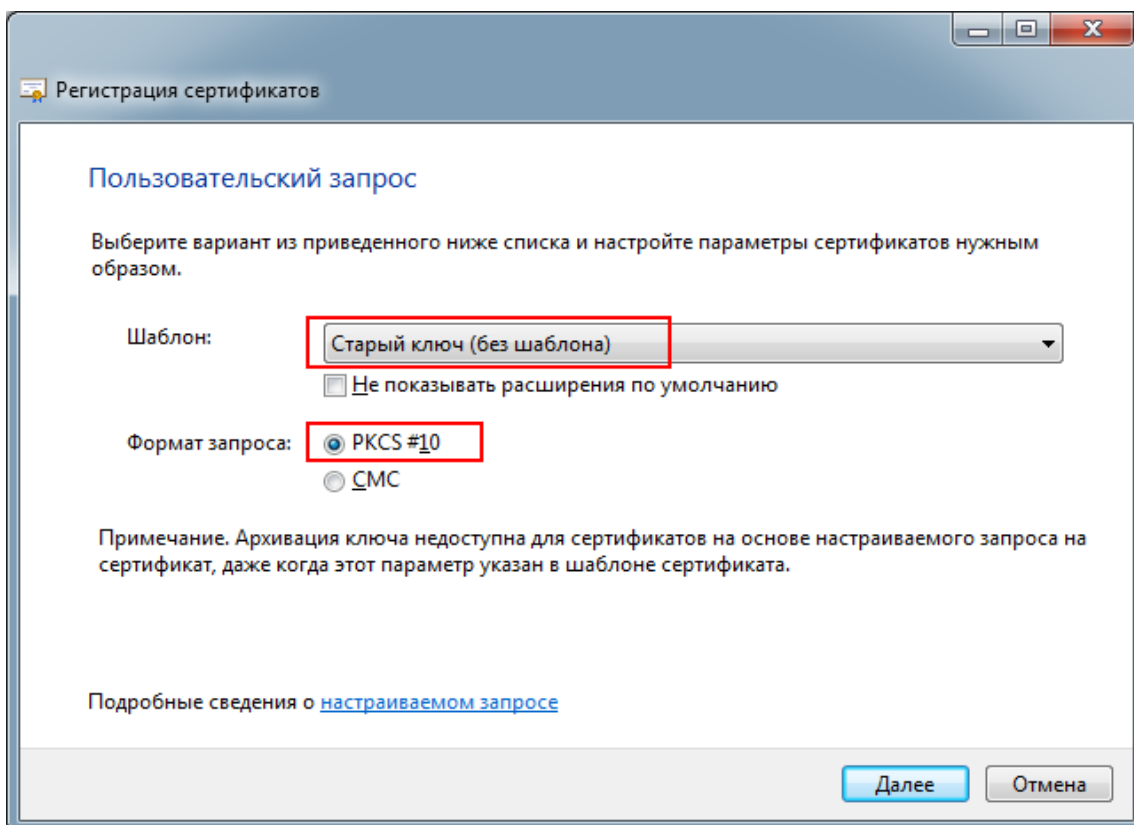 Регистрация сертификатов
Пользовательский запрос
Выберите вариант из приведенного ниже списка и настройте параметры сертификатов нужным
образом.
Шаблон:
Старый ключ (без шаблона)
Не показывать расширения по умолчанию
Формат запроса:
PKCS #10
CMC
Примечание. Архивация ключа недоступна для сертификатов на основе настраиваемого запроса на
сертификат, даже когда этот параметр указан в шаблоне сертификата.
Подробные сведения о настраиваемом запросе
Далее
Отмена